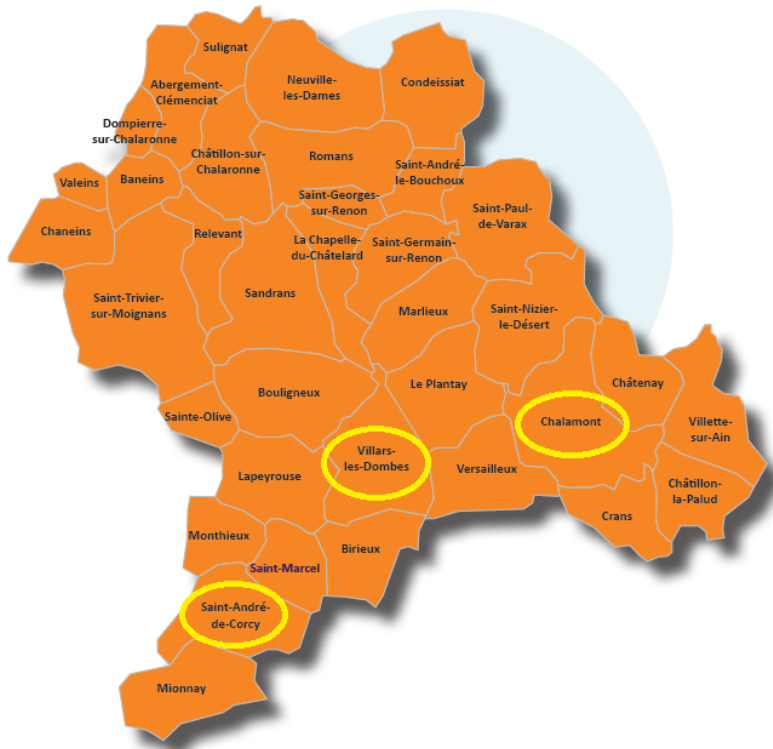 Sulignat
Neuville-
les-Dames
Condeissiat
Abergement-
Clémenciat
Dompierre-
sur-Chalaronne
Châtillon-sur-
Chalaronne
Romans
Saint-André-
le-Bouchoux
Valeins
Baneins
Saint-Georges-
sur-Renon
Saint-Paul-
de-Varax
Chaneins
Relevant
La Chapelle-
du-Châtelard
Saint-Germain-
sur-Renon
Saint-Trivier-
sur-Moignans
Sandrans
Marlieux
Saint-Nizier-
le-Désert
Bouligneux
Le Plantay
Châtenay
Sainte-Olive
Chalamont
Villette-
sur-Ain
Villars-
les-Dombes
Lapeyrouse
Versailleux
Châtillon-
la-Palud
Crans
Monthieux
Birieux
Saint-Marcel
Saint-André-
de-Corcy
Mionnay